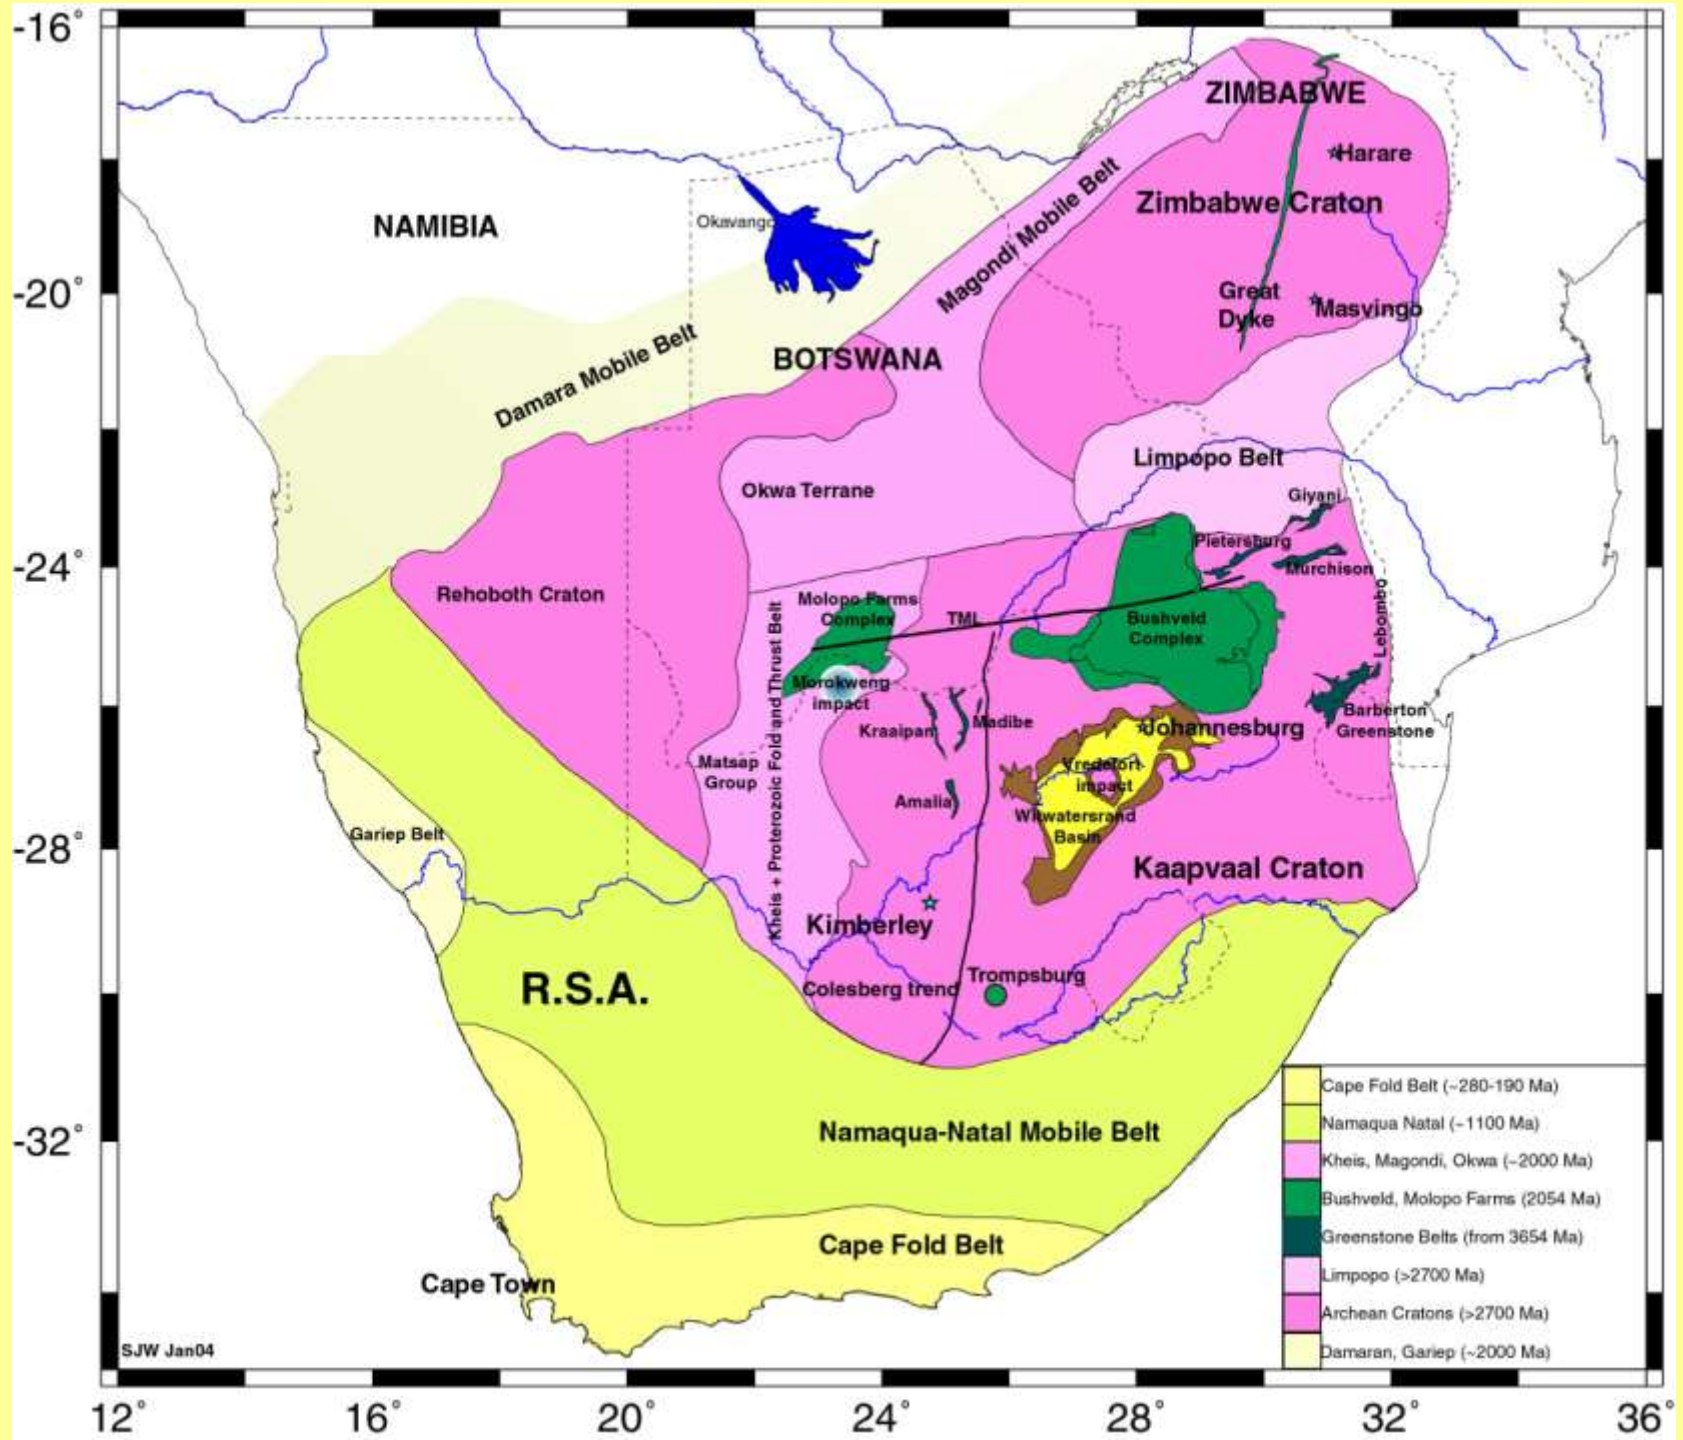 -16°
ZIMBABWE
Harare
Magondi Mobile Belt
Zimbabwe Craton
Okavango
NAMIBIA
-20°
Great
Dyke
Masvingo
Damara Mobile Belt
BOTSWANA
Limpopo Belt
Okwa Terrane
Giyani
Pietersburg
Murchison
-24°
Rehoboth Craton
Molopo Farms
Complex
TML
Bushveld
Complex
Lebombo
Kheis + Proterozoic Fold and Thrust Belt
Morokweng
impact
Kraaipan
Madibe
Johannesburg
Barberton
Greenstone
Matsap
Group
Vredefort
impact
Amalia
Witwatersrand
Basin
Gariep Belt
-28°
Kaapvaal Craton
Kimberley
R.S.A.
Colesberg trend
Trompsburg
Cape Fold Belt (~280-190 Ma)
Namaqua Natal (~1100 Ma)
Kheis, Magondi, Okwa (~2000 Ma)
Bushveld, Molopo Farms (2054 Ma)
Greenstone Belts (from 3654 Ma)
Limpopo (>2700 Ma)
Archean Cratons (>2700 Ma)
Damaran, Gariep (~2000 Ma)
-32°
Namaqua-Natal Mobile Belt
Cape Fold Belt
Cape Town
SJW Jan04
12°
16°
20°
24°
28°
32°
36°